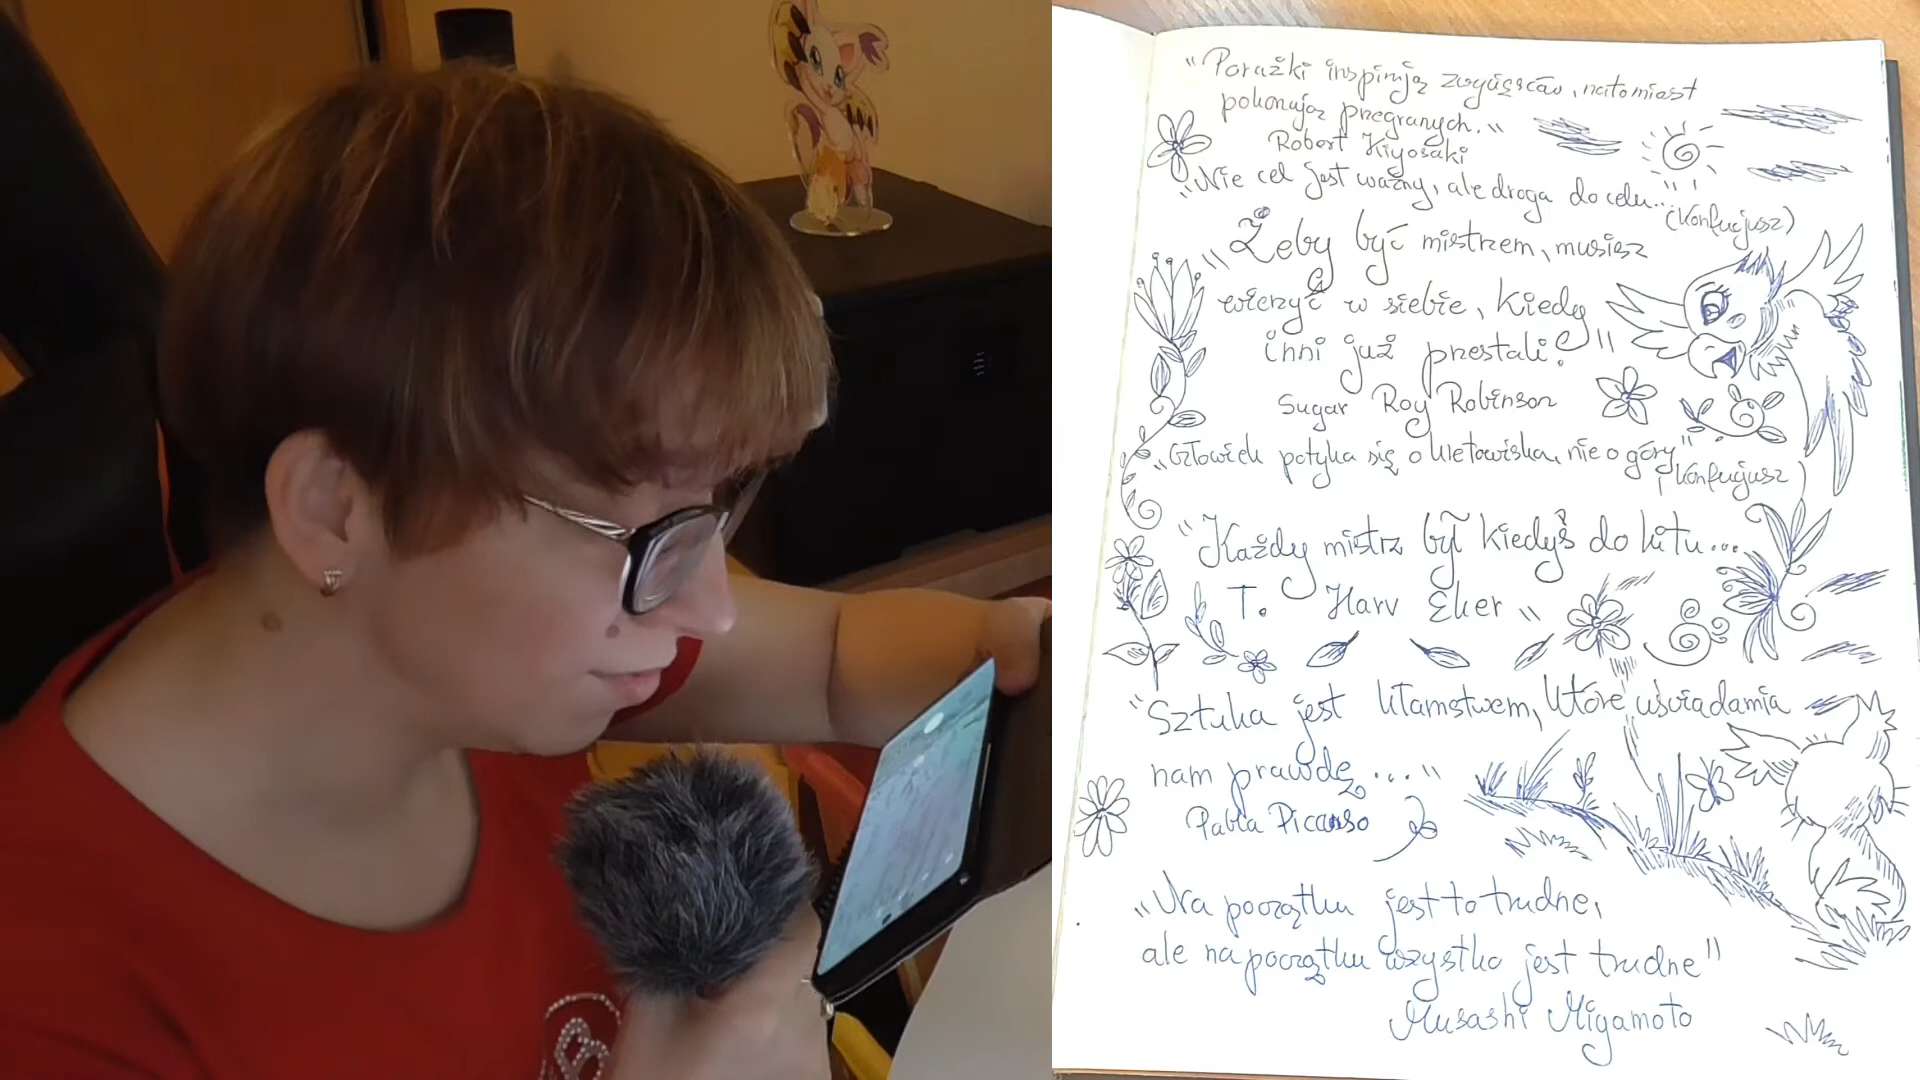 "Porażki inspirują zwycięzców, natomiast
pokonują przegranych."
Robert Kiyosaki
"Nie cel jest ważny, ale droga do celu..."
(Konfucjusz)
"Żeby być mistrzem, musisz
wierzyć w siebie, kiedy
inni już przestali!"
Sugar Roy Robinson
"Człowiek potyka się o kretowiska, nie o góry"
(Konfucjusz)
"Każdy mistrz był kiedyś do kitu...
T. Harv Eker"
"Sztuka jest kłamstwem, które uświadamia
nam prawdę..."
Pabla Picasso
"Na początku jest to trudne,
ale na początku wszystko jest trudne"
Musashi Miyamoto